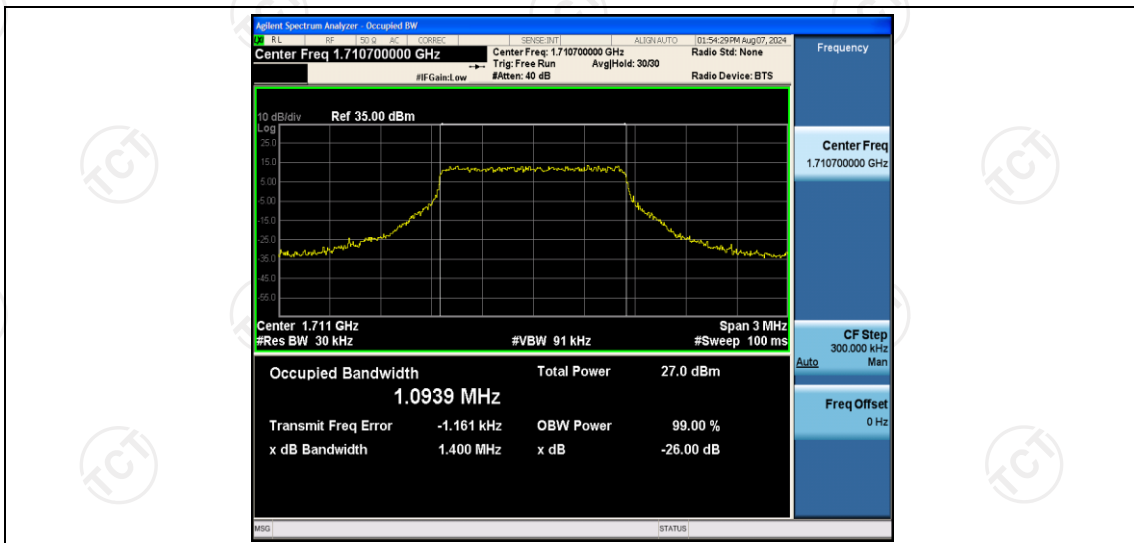 Agilent Spectrum Analyzer - Occupied BW
RL RF 50 Ω AC CORREC SENSE:INT ALIGN AUTO 01:54:29PM Aug07, 2024
Center Freq 1.710700000 GHz Center Freq: 1.710700000 GHz Radio Std: None Frequency
Trig: Free Run Avg|Hold: 30/30
#IFGain:Low #Atten: 40 dB Radio Device: BTS
10 dB/div Ref 35.00 dBm
Log
25.0
15.0
5.00
-5.00
-15.0
-25.0
-35.0
-45.0
-55.0
Center Freq
1.710700000 GHz
Center 1.711 GHz Span 3 MHz
#Res BW 30 kHz #VBW 91 kHz #Sweep 100 ms
CF Step
300.000 kHz
Auto Man
Occupied Bandwidth Total Power 27.0 dBm
1.0939 MHz
Transmit Freq Error -1.161 kHz OBW Power 99.00 %
x dB Bandwidth 1.400 MHz x dB -26.00 dB
Freq Offset
0 Hz
MSG STATUS
TCT
TCT
TCT
TCT